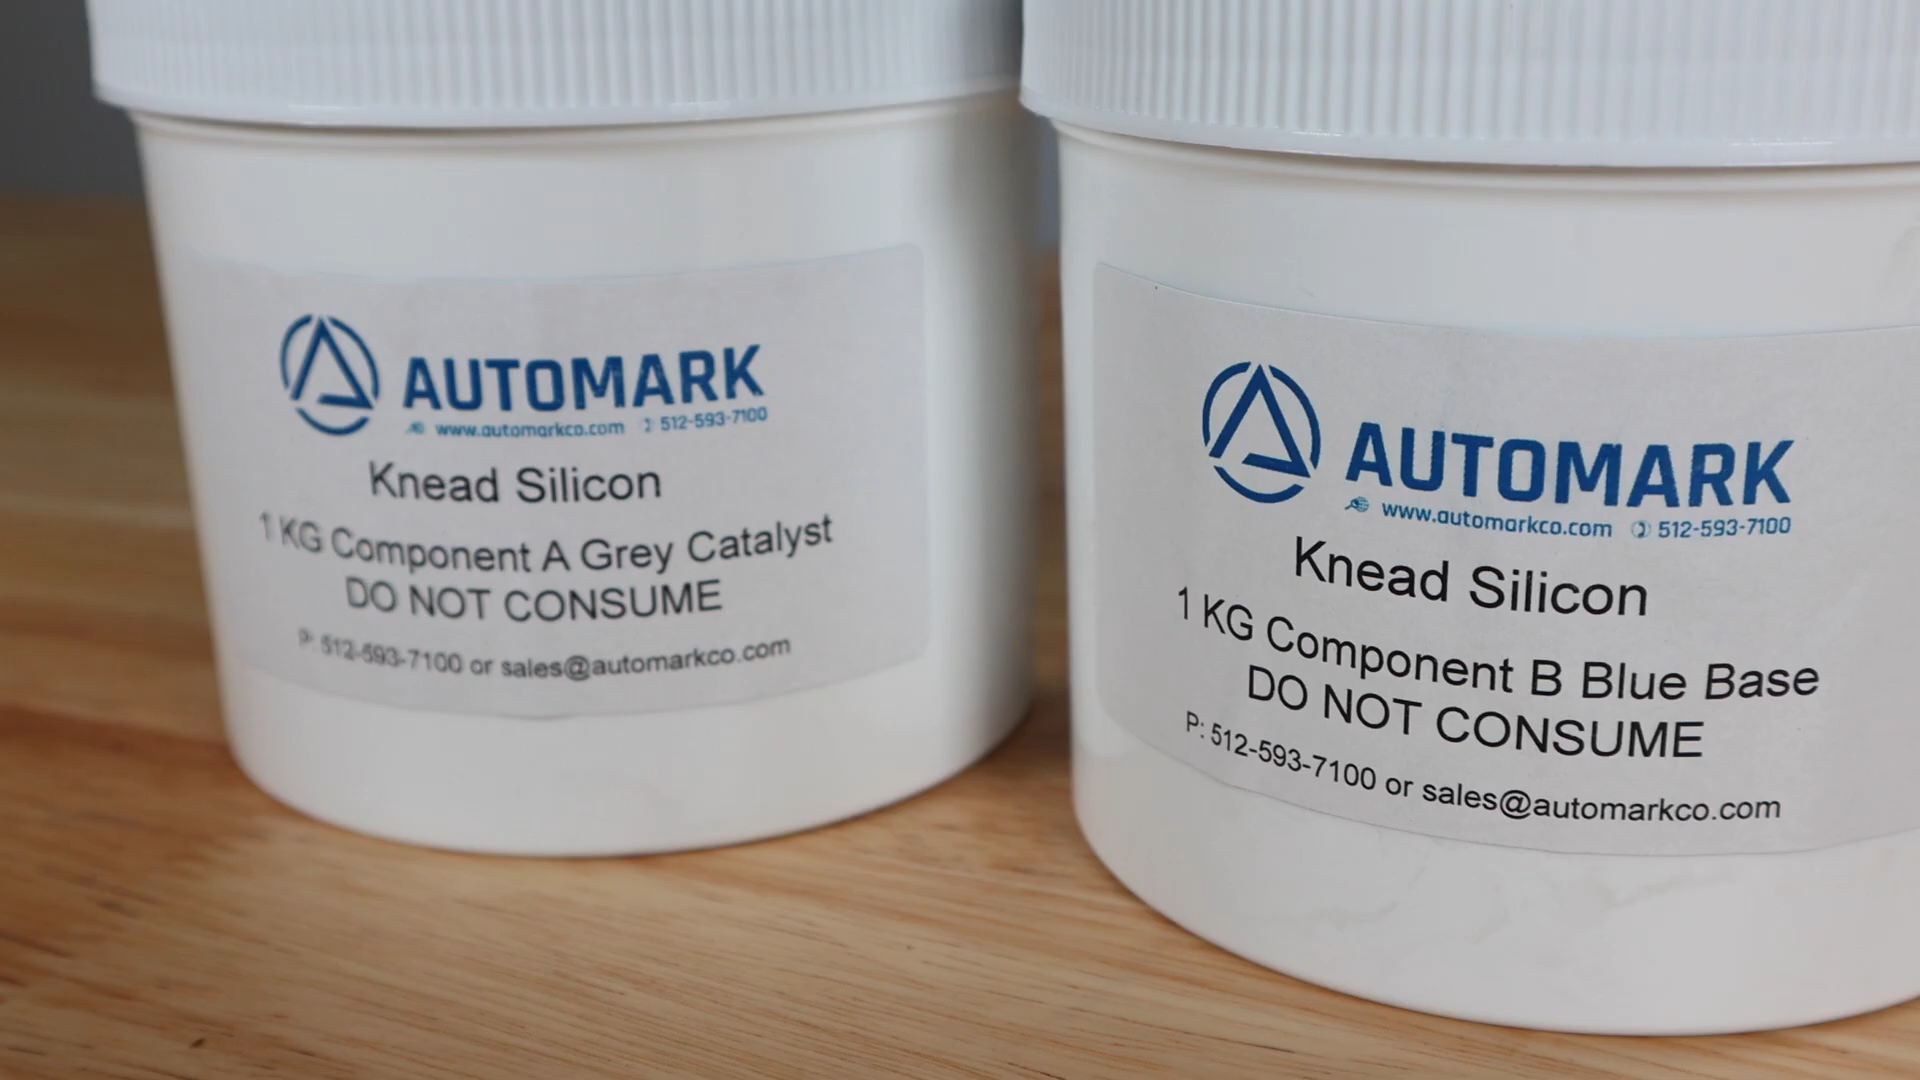 AUTOMARK
www.automarkco.com 512-593-7100
Knead Silicon
1 KG Component A Grey Catalyst
DO NOT CONSUME
P: 512-593-7100 or sales@automarkco.com
AUTOMARK
www.automarkco.com 512-593-7100
Knead Silicon
1 KG Component B Blue Base
DO NOT CONSUME
P: 512-593-7100 or sales@automarkco.com